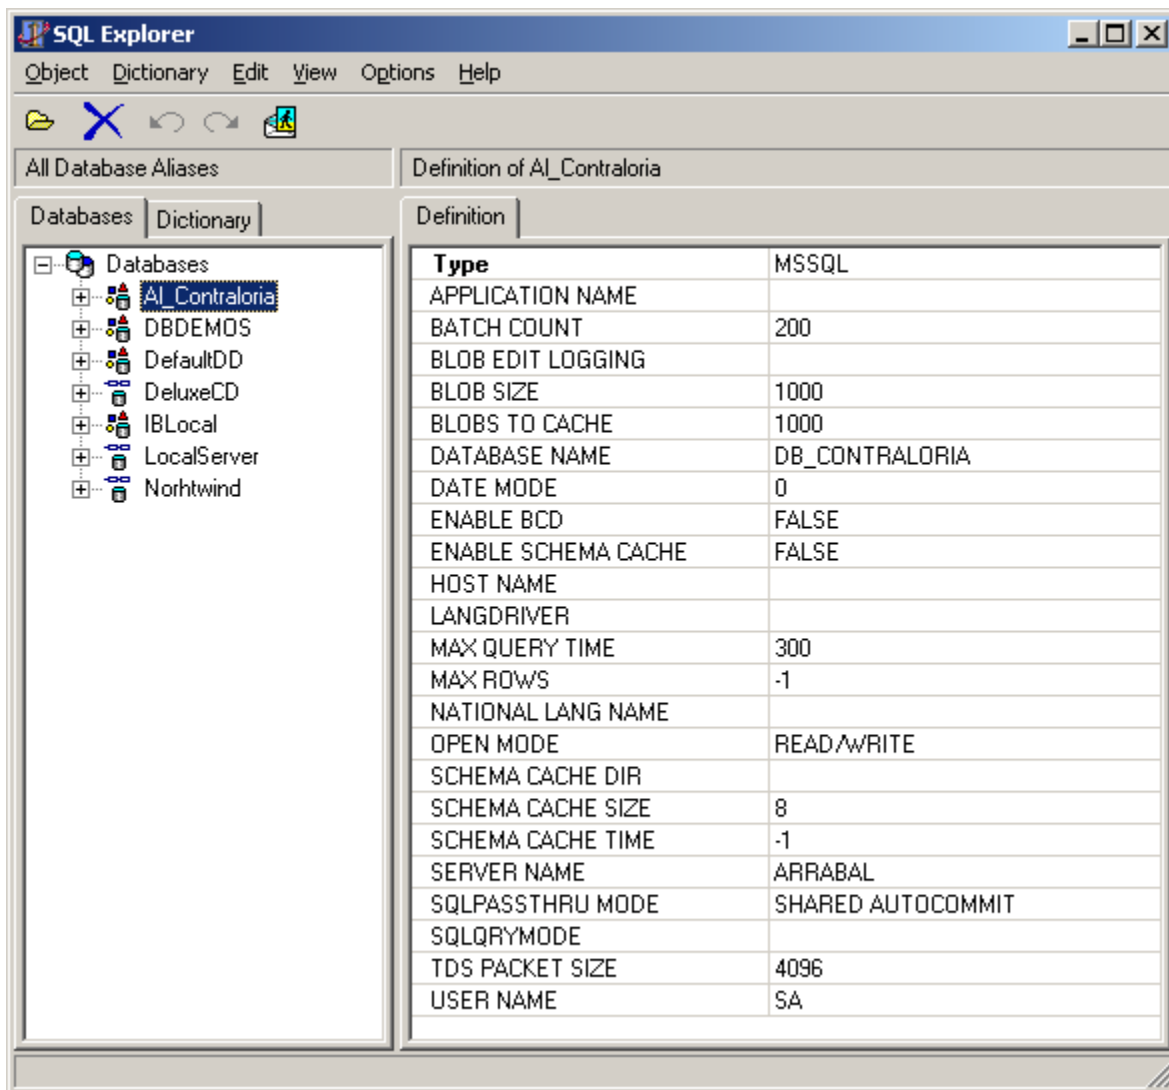 SQL Explorer
Object Dictionary Edit View Options Help
All Database Aliases
Definition of Al_Contraloria
Databases Dictionary
Definition
Databases
Al_Contraloria
DBDEMOS
DefaultDD
DeluxeCD
IBLocal
LocalServer
Norhtwind
Type MSSQL
APPLICATION NAME
BATCH COUNT 200
BLOB EDIT LOGGING
BLOB SIZE 1000
BLOBS TO CACHE 1000
DATABASE NAME DB_CONTRALORIA
DATE MODE 0
ENABLE BCD FALSE
ENABLE SCHEMA CACHE FALSE
HOST NAME
LANGDRIVER
MAX QUERY TIME 300
MAX ROWS -1
NATIONAL LANG NAME
OPEN MODE READ/WRITE
SCHEMA CACHE DIR
SCHEMA CACHE SIZE 8
SCHEMA CACHE TIME -1
SERVER NAME ARRABAL
SQLPASSTHRU MODE SHARED AUTOCOMMIT
SQLQRYMODE
TDS PACKET SIZE 4096
USER NAME SA